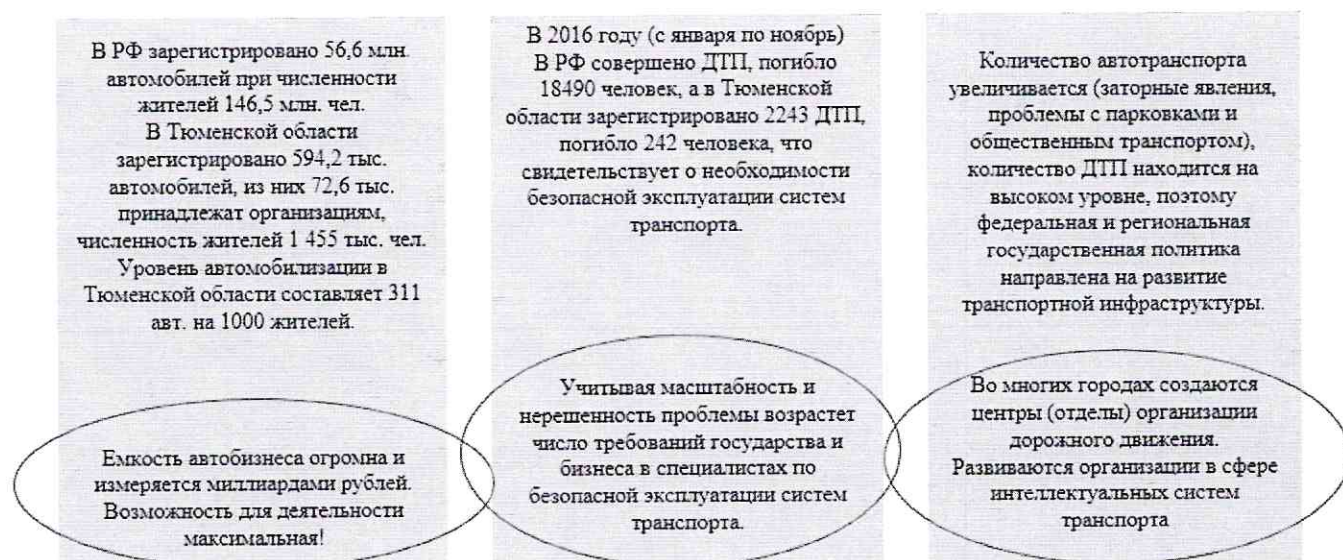 В РФ зарегистрировано 56,6 млн.
автомобилей при численности
жителей 146,5 млн. чел.
В Тюменской области
зарегистрировано 594,2 тыс.
автомобилей, из них 72,6 тыс.
принадлежат организациям,
численность жителей 1 455 тыс. чел.
Уровень автомобилизации в
Тюменской области составляет 311
авт. на 1000 жителей.
Емкость автобизнеса огромна и
измеряется миллиардами рублей.
Возможность для деятельности
максимальная!
В 2016 году (с января по ноябрь)
В РФ совершено ДТП, погибло
18490 человек, а в Тюменской
области зарегистрировано 2243 ДТП,
погибло 242 человека, что
свидетельствует о необходимости
безопасной эксплуатации систем
транспорта.
Учитывая масштабность и
нерешенность проблемы возрастет
число требований государства и
бизнеса в специалистах по
безопасной эксплуатации систем
транспорта.
Количество автотранспорта
увеличивается (заторные явления,
проблемы с парковками и
общественным транспортом),
количество ДТП находится на
высоком уровне, поэтому
федеральная и региональная
государственная политика
направлена на развитие
транспортной инфраструктуры.
Во многих городах создаются
центры (отделы) организации
дорожного движения.
Развиваются организации в сфере
интеллектуальных систем
транспорта